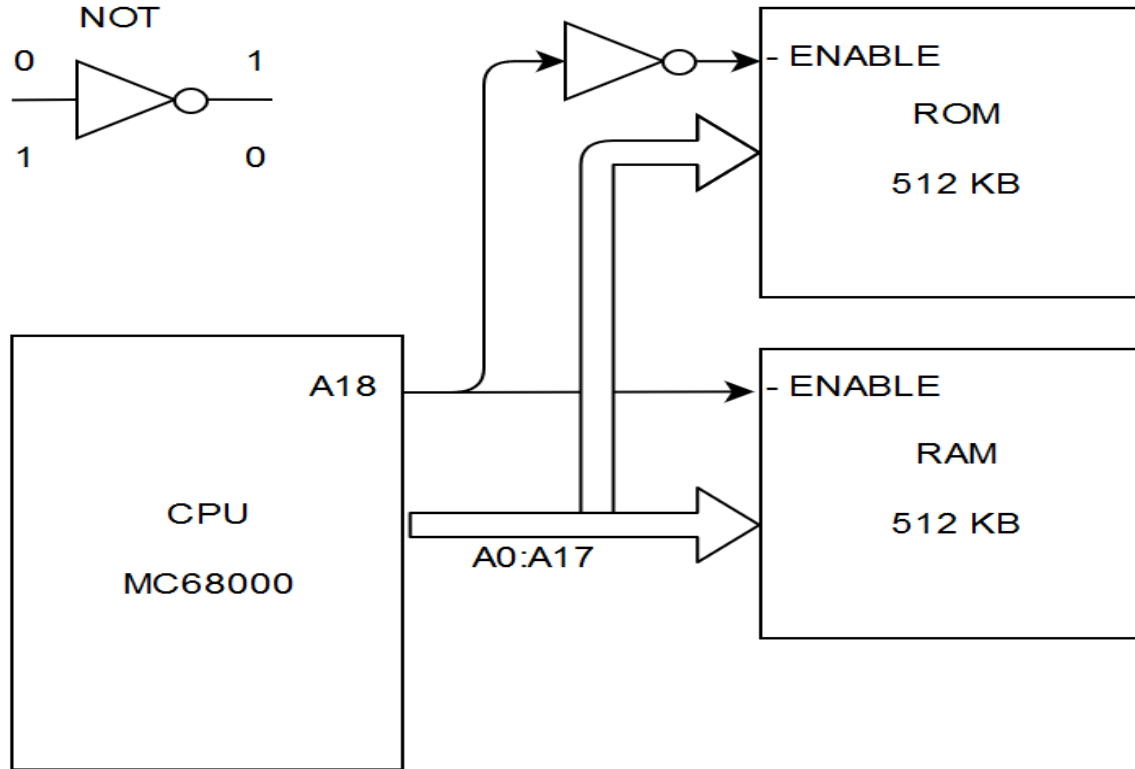 NOT
0 1
1 0
- ENABLE
ROM
512 KB
A18
CPU
MC68000
A0:A17
- ENABLE
RAM
512 KB